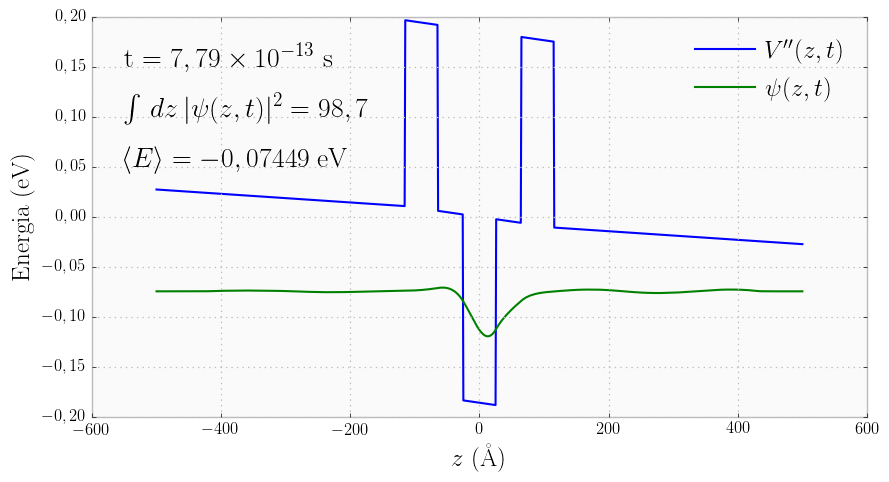 0,20
0,15
0,10
0,05
0,00
−0,05
−0,10
−0,15
−0,20
Energia (eV)
t = 7,79 × 10⁻¹³ s
∫ dz |ψ(z,t)|² = 98,7
⟨E⟩ = −0,07449 eV
V″(z,t)
ψ(z,t)
−600 −400 −200 0 200 400 600
z (Å)